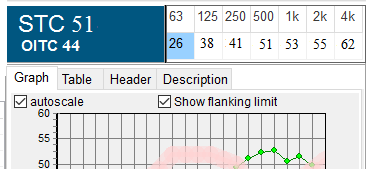 STC 51
OITC 44
63 125 250 500 1k 2k 4k
26 38 41 51 53 55 62
Graph Table Header Description
autoscale Show flanking limit
60
55
50